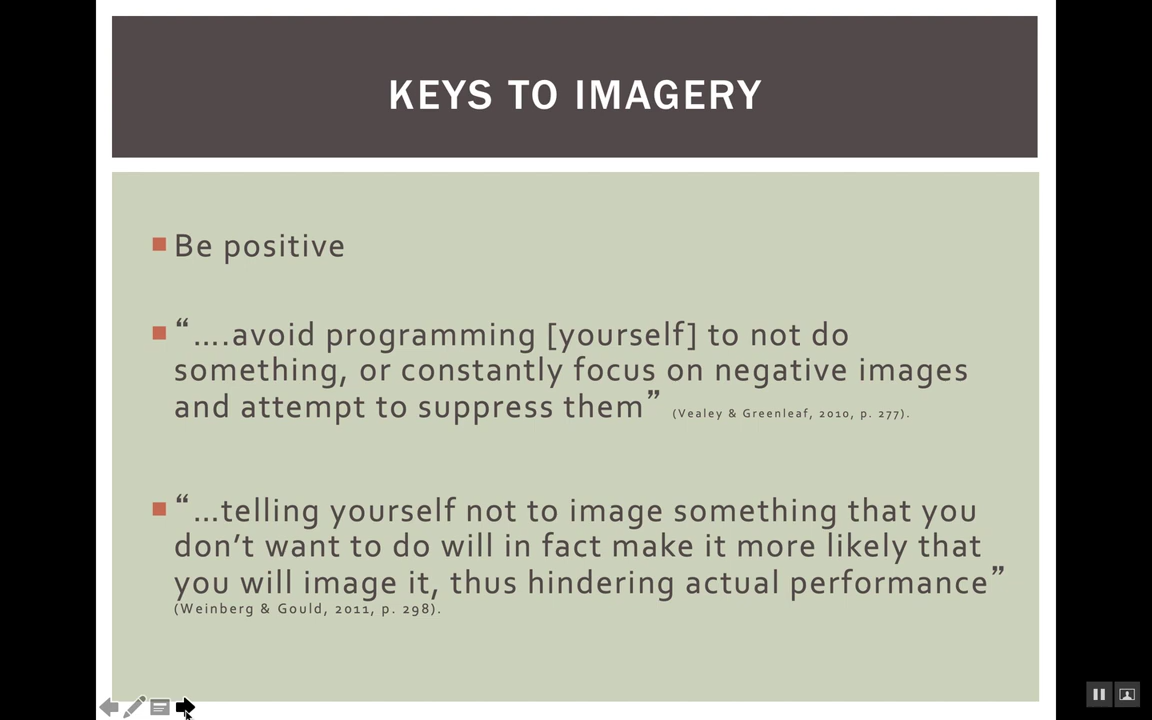 KEYS TO IMAGERY
Be positive
“….avoid programming [yourself] to not do
something, or constantly focus on negative images
and attempt to suppress them” (Vealey & Greenleaf, 2010, p. 277).
“…telling yourself not to image something that you
don’t want to do will in fact make it more likely that
you will image it, thus hindering actual performance”
(Weinberg & Gould, 2011, p. 298).